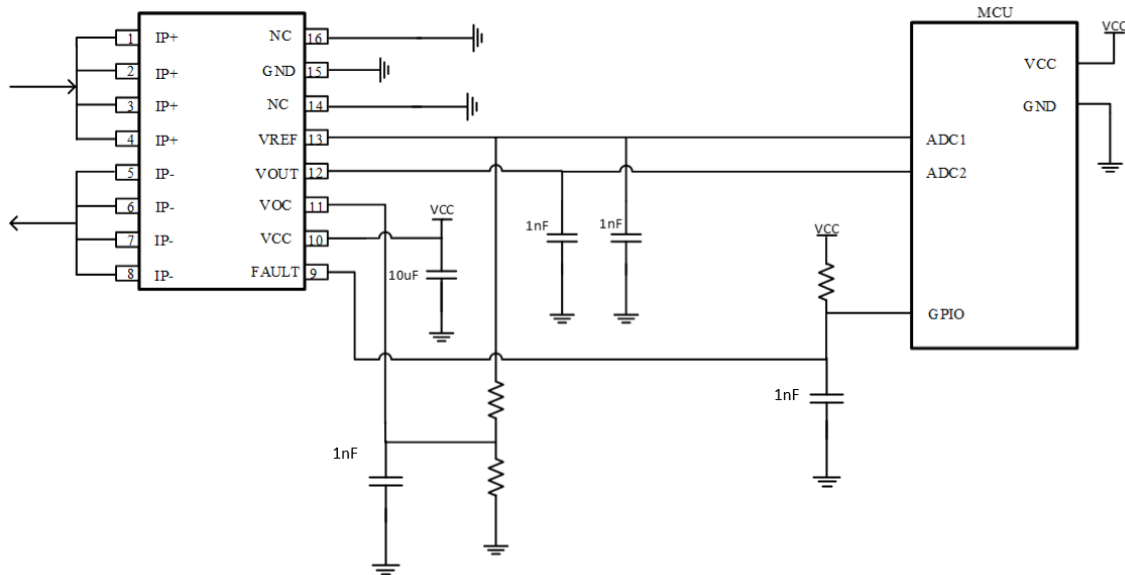 MCU
1 IP+ NC 16
2 IP+ GND 15
3 IP+ NC 14
4 IP+ VREF 13
5 IP- VOUT 12
6 IP- VOC 11
7 IP- VCC 10
8 IP- FAULT 9
VCC
10uF
1nF
1nF
1nF
VCC
1nF
VCC
VCC
GND
ADC1
ADC2
GPIO